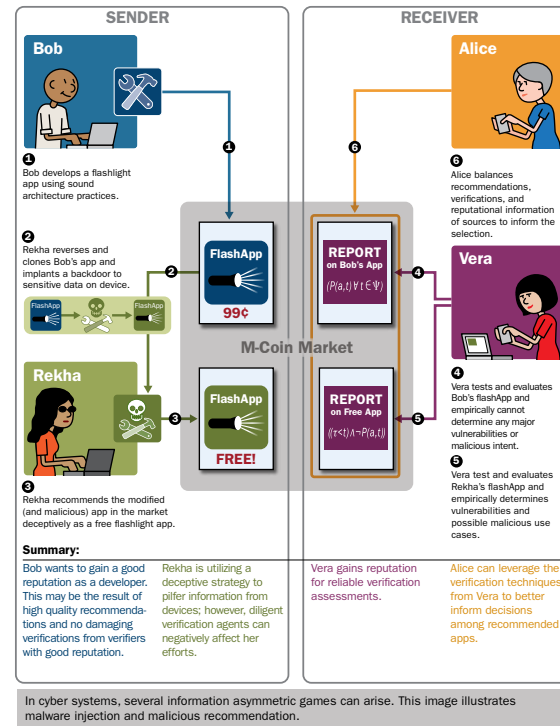 SENDER
RECEIVER
Bob
Alice
1
Bob develops a flashlight
app using sound
architecture practices.
1
6
6
Alice balances
recommendations,
verifications, and
reputational information
of sources to inform the
selection.
2
Rekha reverses and
clones Bob's app and
implants a backdoor to
sensitive data on device.
FlashApp
FlashApp
2
FlashApp
99¢
REPORT
on Bob's App
(P(a,t) ∀ t ∈ Ψ)
4
Vera
M-Coin Market
Rekha
3
FlashApp
FREE!
REPORT
on Free App
((τ<t)∧¬P(a,t))
5
4
Vera tests and evaluates
Bob's flashApp and
empirically cannot
determine any major
vulnerabilities or
malicious intent.
5
Vera test and evaluates
Rekha's flashApp and
empirically determines
vulnerabilities and
possible malicious use
cases.
3
Rekha recommends the modified
(and malicious) app in the market
deceptively as a free flashlight app.
Summary:
Bob wants to gain a good
reputation as a developer.
This may be the result of
high quality recommenda-
tions and no damaging
verifications from verifiers
with good reputation.
Rekha is utilizing a
deceptive strategy to
pilfer information from
devices; however, diligent
verification agents can
negatively affect her
efforts.
Vera gains reputation
for reliable verification
assessments.
Alice can leverage the
verification techniques
from Vera to better
inform decisions
among recommended
apps.
In cyber systems, several information asymmetric games can arise. This image illustrates
malware injection and malicious recommendation.